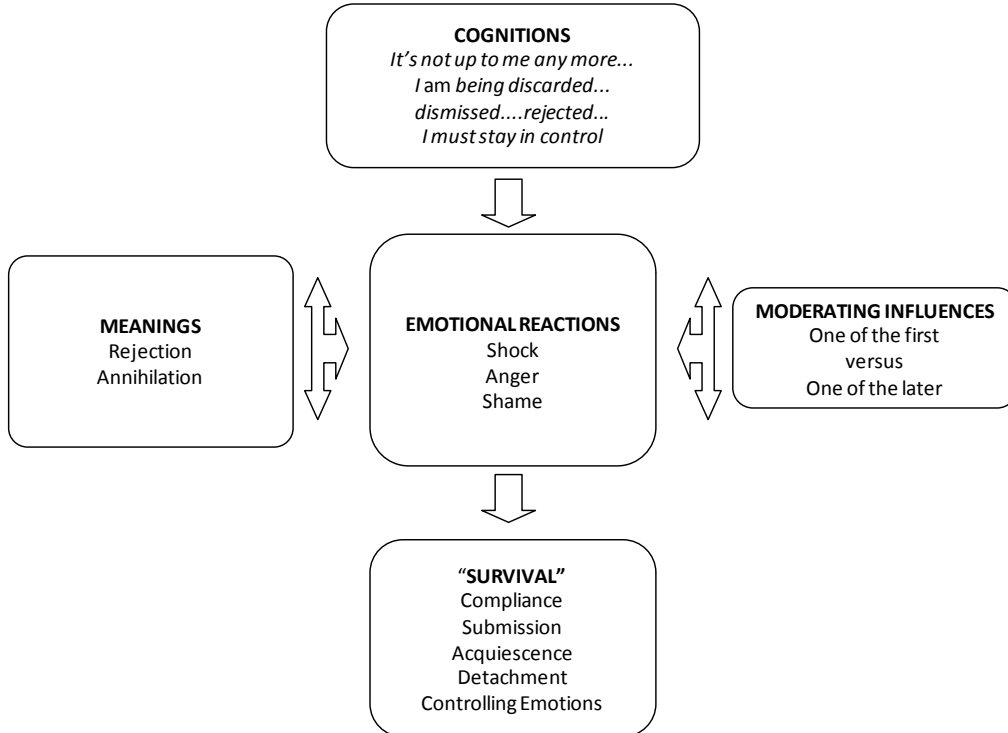 COGNITIONS
It's not up to me any more...
I am being discarded...
dismissed....rejected...
I must stay in control
MEANINGS
Rejection
Annihilation
EMOTIONAL REACTIONS
Shock
Anger
Shame
MODERATING INFLUENCES
One of the first
versus
One of the later
“SURVIVAL”
Compliance
Submission
Acquiescence
Detachment
Controlling Emotions